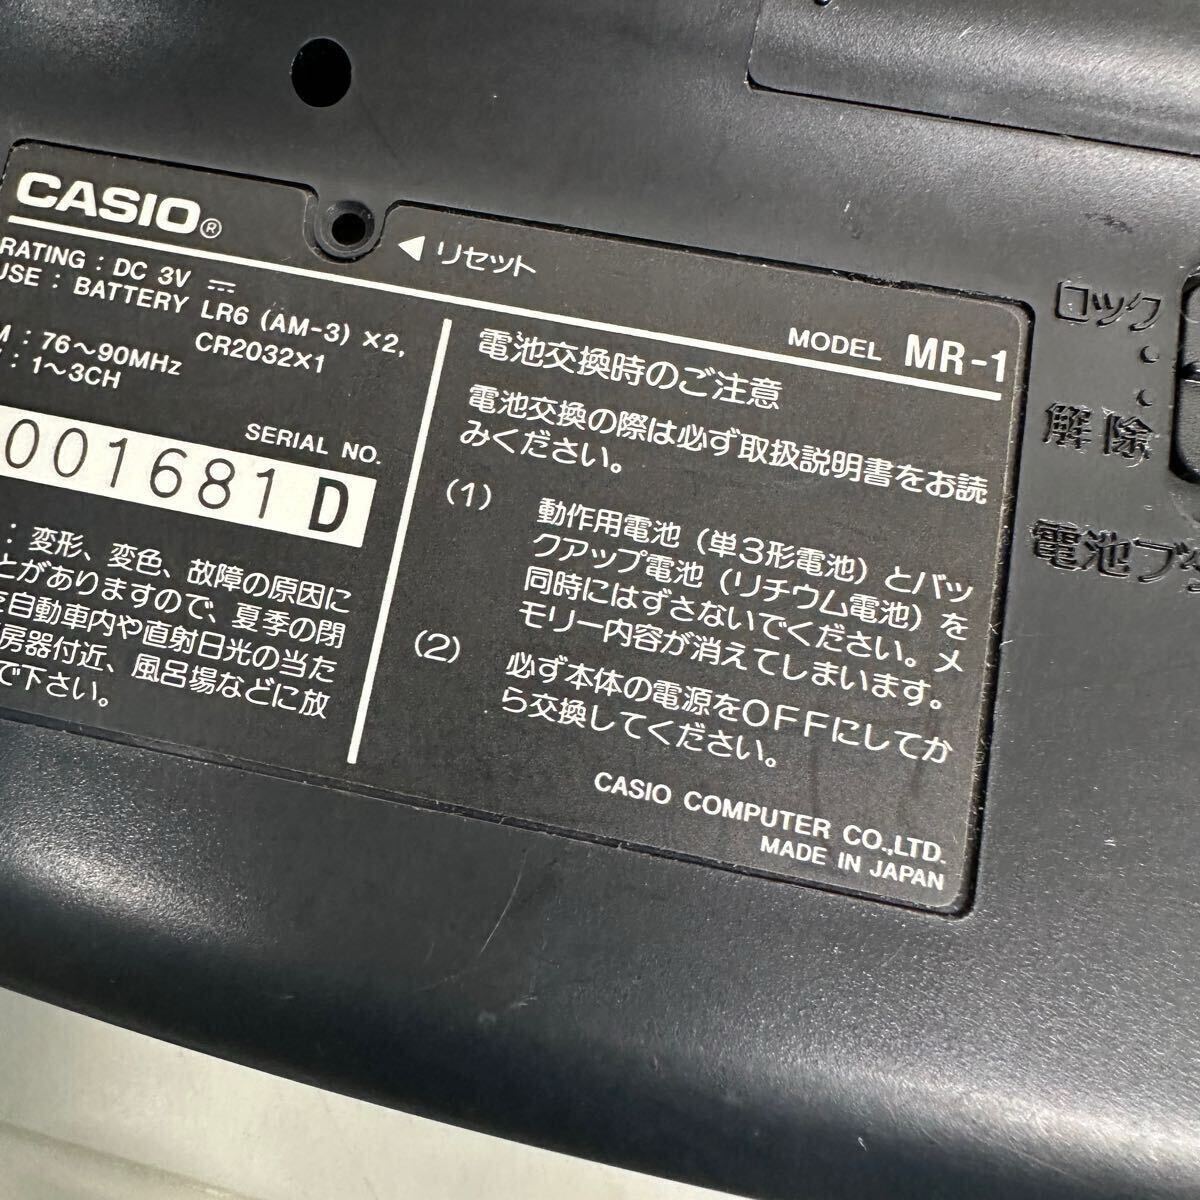 CASIO®
◀リセット
RATING : DC 3V
USE : BATTERY LR6 (AM-3) ×2,
CR2032×1
M : 76～90MHz
: 1～3CH
SERIAL NO.
001681 D
: 変形、変色、故障の原因に
とがありますので、夏季の閉
自動車内や直射日光の当た
房器付近、風呂場などに放
で下さい。
MODEL MR-1
電池交換時のご注意
電池交換の際は必ず取扱説明書をお読
みください。
(1) 動作用電池（単3形電池）とバッ
クアップ電池（リチウム電池）を
同時にはずさないでください。メ
モリー内容が消えてしまいます。
(2) 必ず本体の電源をOFFにしてか
ら交換してください。
CASIO COMPUTER CO.,LTD.
MADE IN JAPAN
ロック
解除
電池ブ